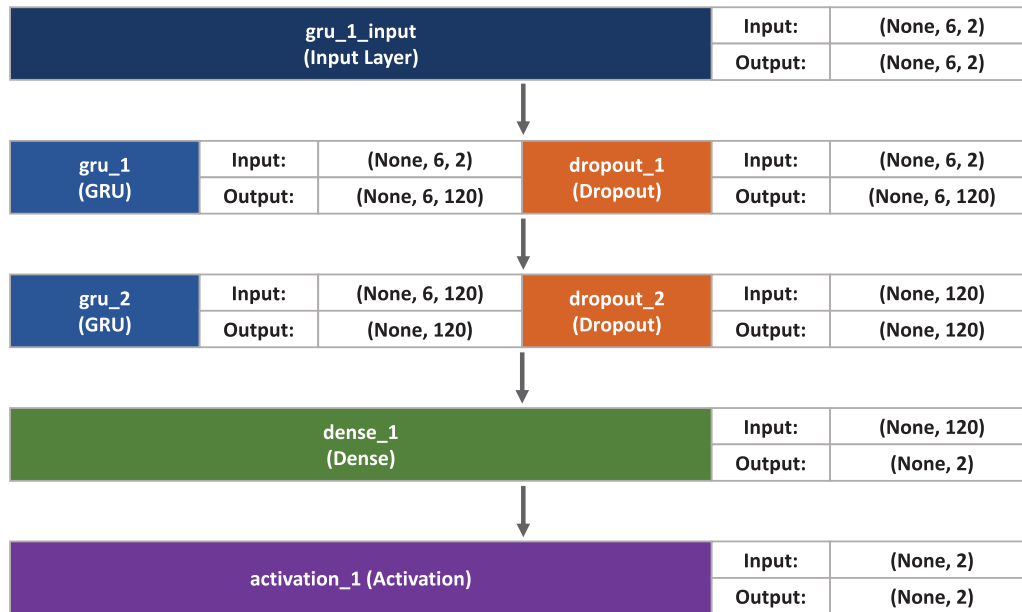 gru_1_input
(Input Layer)
Input:
(None, 6, 2)
Output:
(None, 6, 2)
gru_1
(GRU)
Input:
(None, 6, 2)
Output:
(None, 6, 120)
dropout_1
(Dropout)
Input:
(None, 6, 2)
Output:
(None, 6, 120)
gru_2
(GRU)
Input:
(None, 6, 120)
Output:
(None, 120)
dropout_2
(Dropout)
Input:
(None, 120)
Output:
(None, 120)
dense_1
(Dense)
Input:
(None, 120)
Output:
(None, 2)
activation_1 (Activation)
Input:
(None, 2)
Output:
(None, 2)